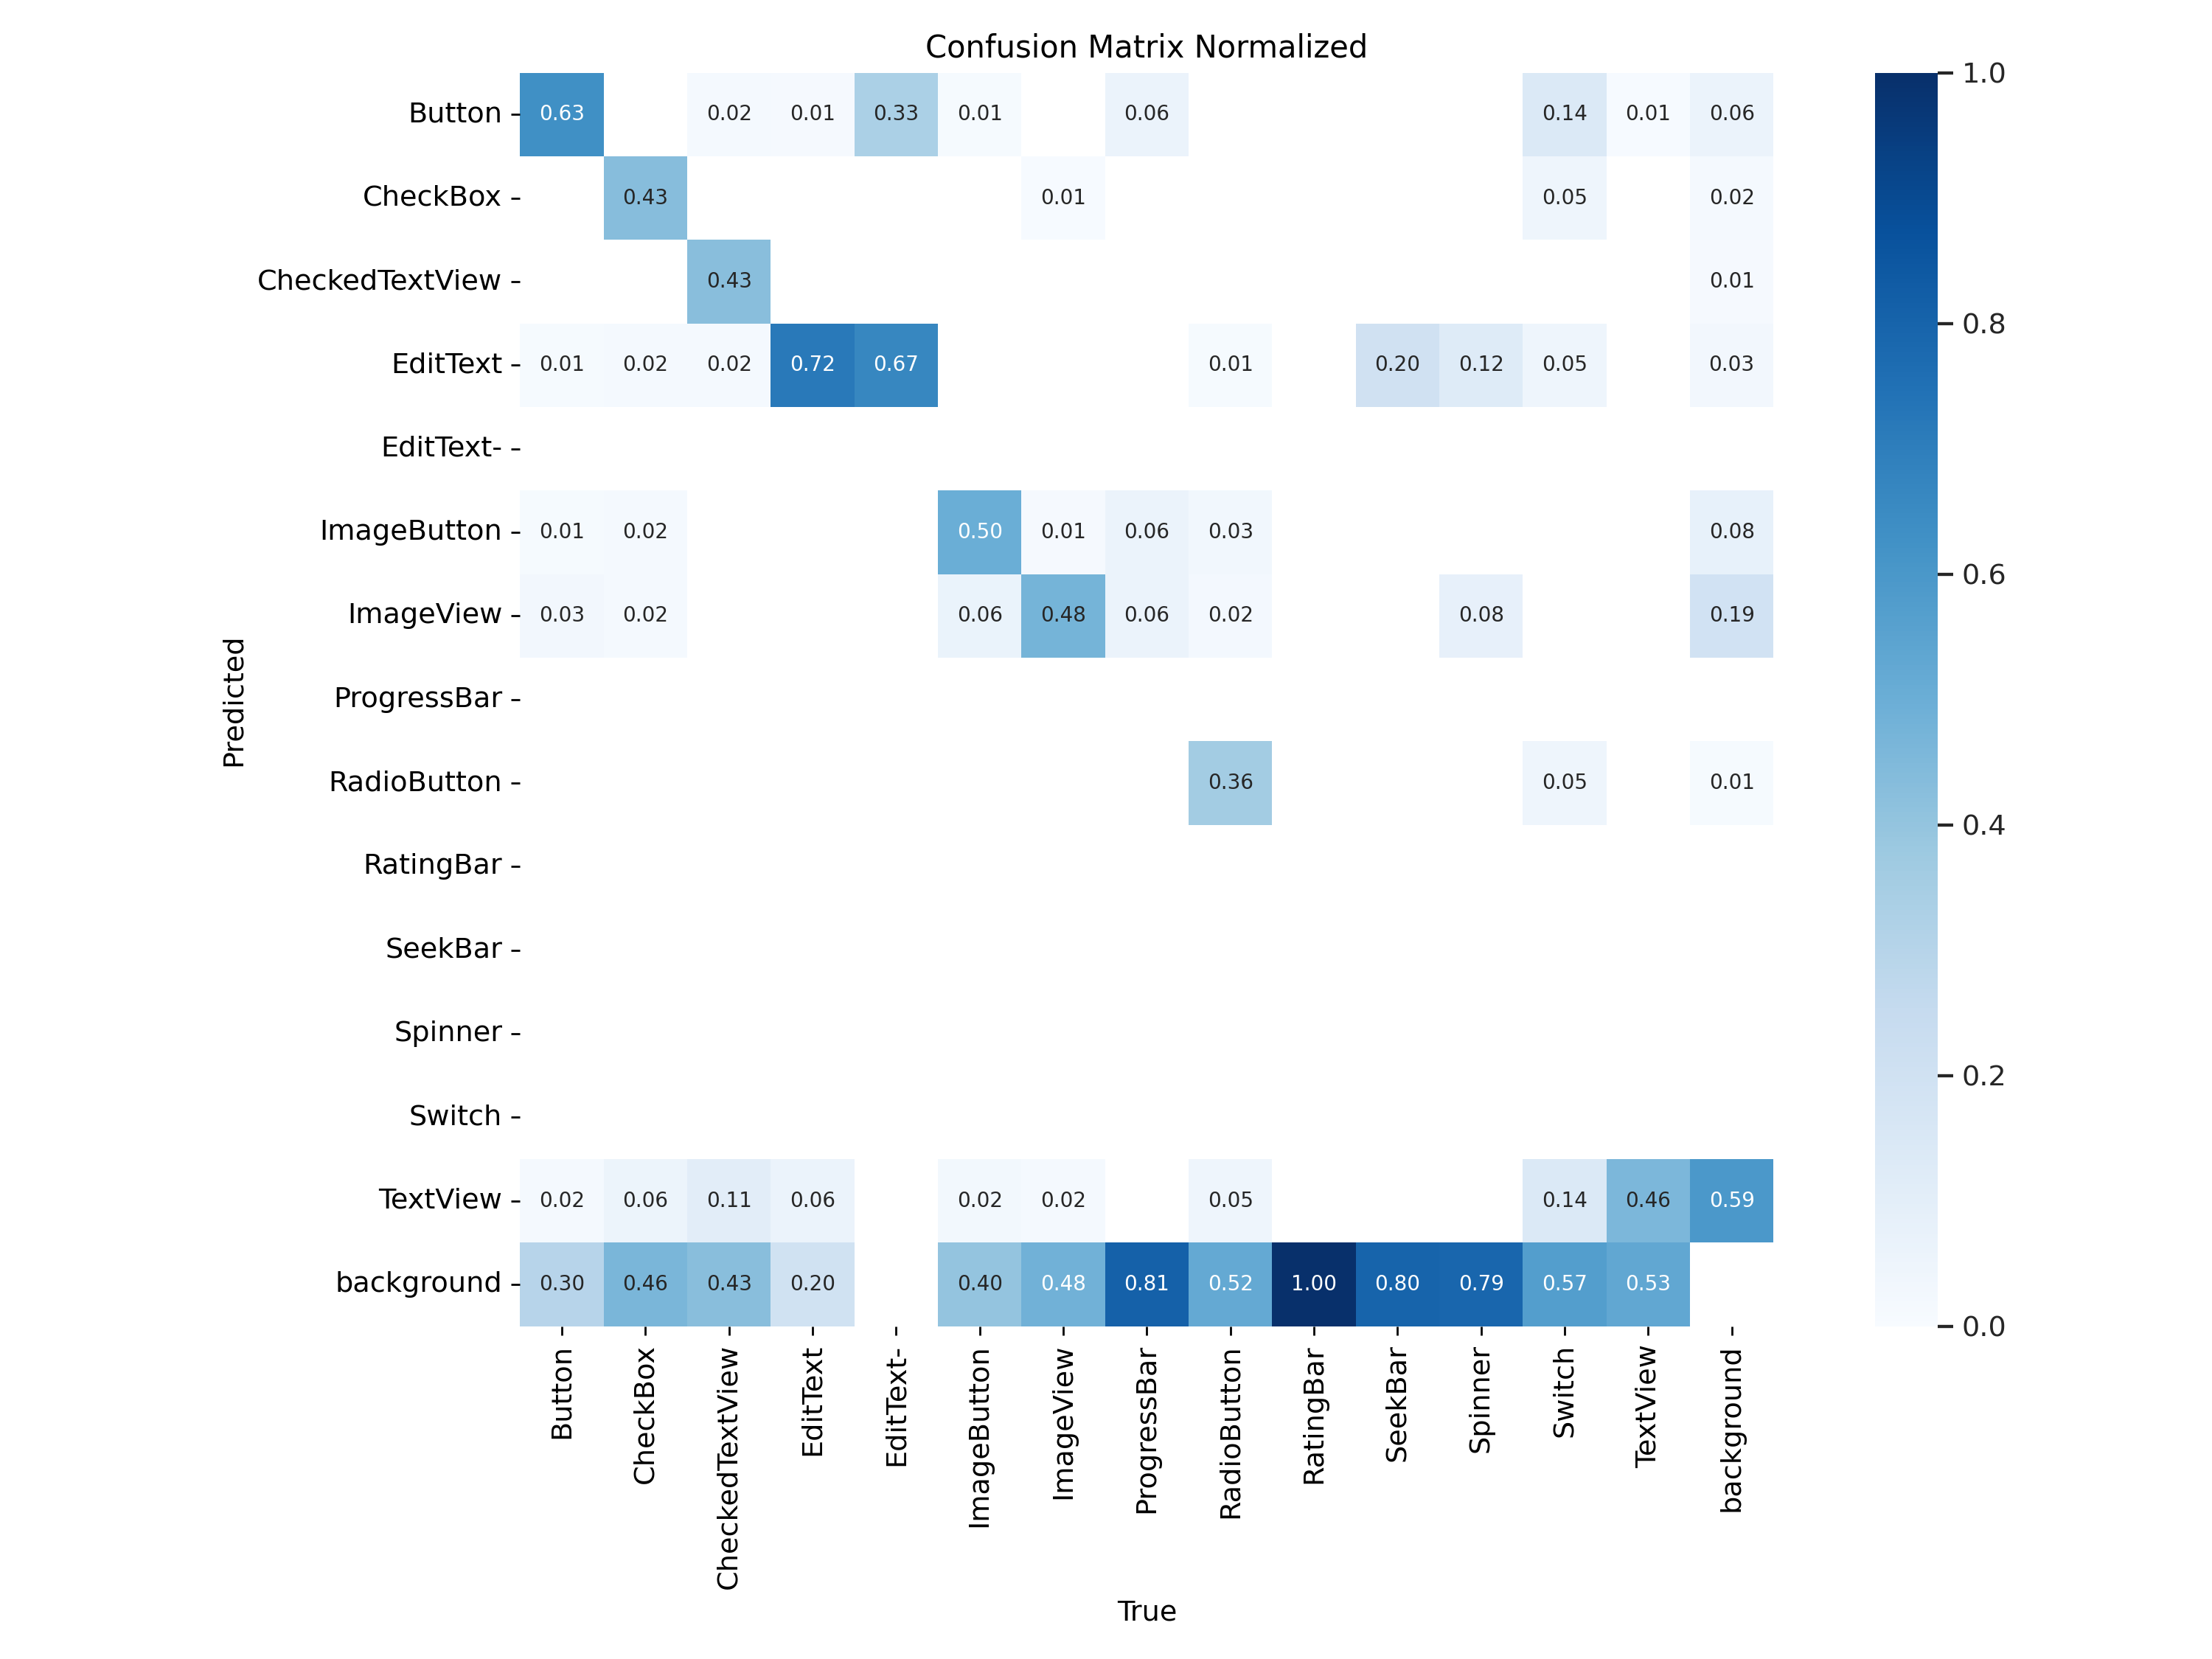 Confusion Matrix Normalized
Button 0.63 0.02 0.01 0.33 0.01 0.06 0.14 0.01 0.06
CheckBox 0.43 0.01 0.05 0.02
CheckedTextView 0.43 0.01
EditText 0.01 0.02 0.02 0.72 0.67 0.01 0.20 0.12 0.05 0.03
EditText-
ImageButton 0.01 0.02 0.50 0.01 0.06 0.03 0.08
ImageView 0.03 0.02 0.06 0.48 0.06 0.02 0.08 0.19
ProgressBar
RadioButton 0.36 0.05 0.01
RatingBar
SeekBar
Spinner
Switch
TextView 0.02 0.06 0.11 0.06 0.02 0.02 0.05 0.14 0.46 0.59
background 0.30 0.46 0.43 0.20 0.40 0.48 0.81 0.52 1.00 0.80 0.79 0.57 0.53
Predicted
Button CheckBox CheckedTextView EditText EditText- ImageButton ImageView ProgressBar RadioButton RatingBar SeekBar Spinner Switch TextView background
True
1.0
0.8
0.6
0.4
0.2
0.0